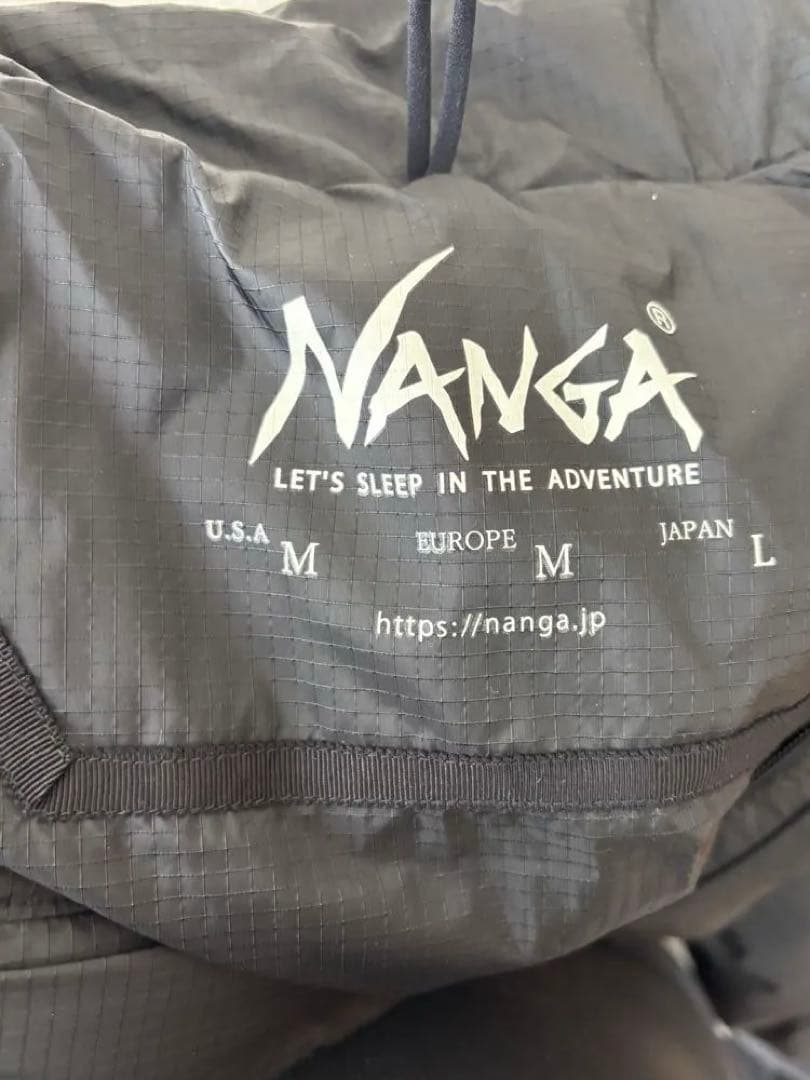 NANGA®
LET'S SLEEP IN THE ADVENTURE
U.S.A M EUROPE M JAPAN L
https://nanga.jp